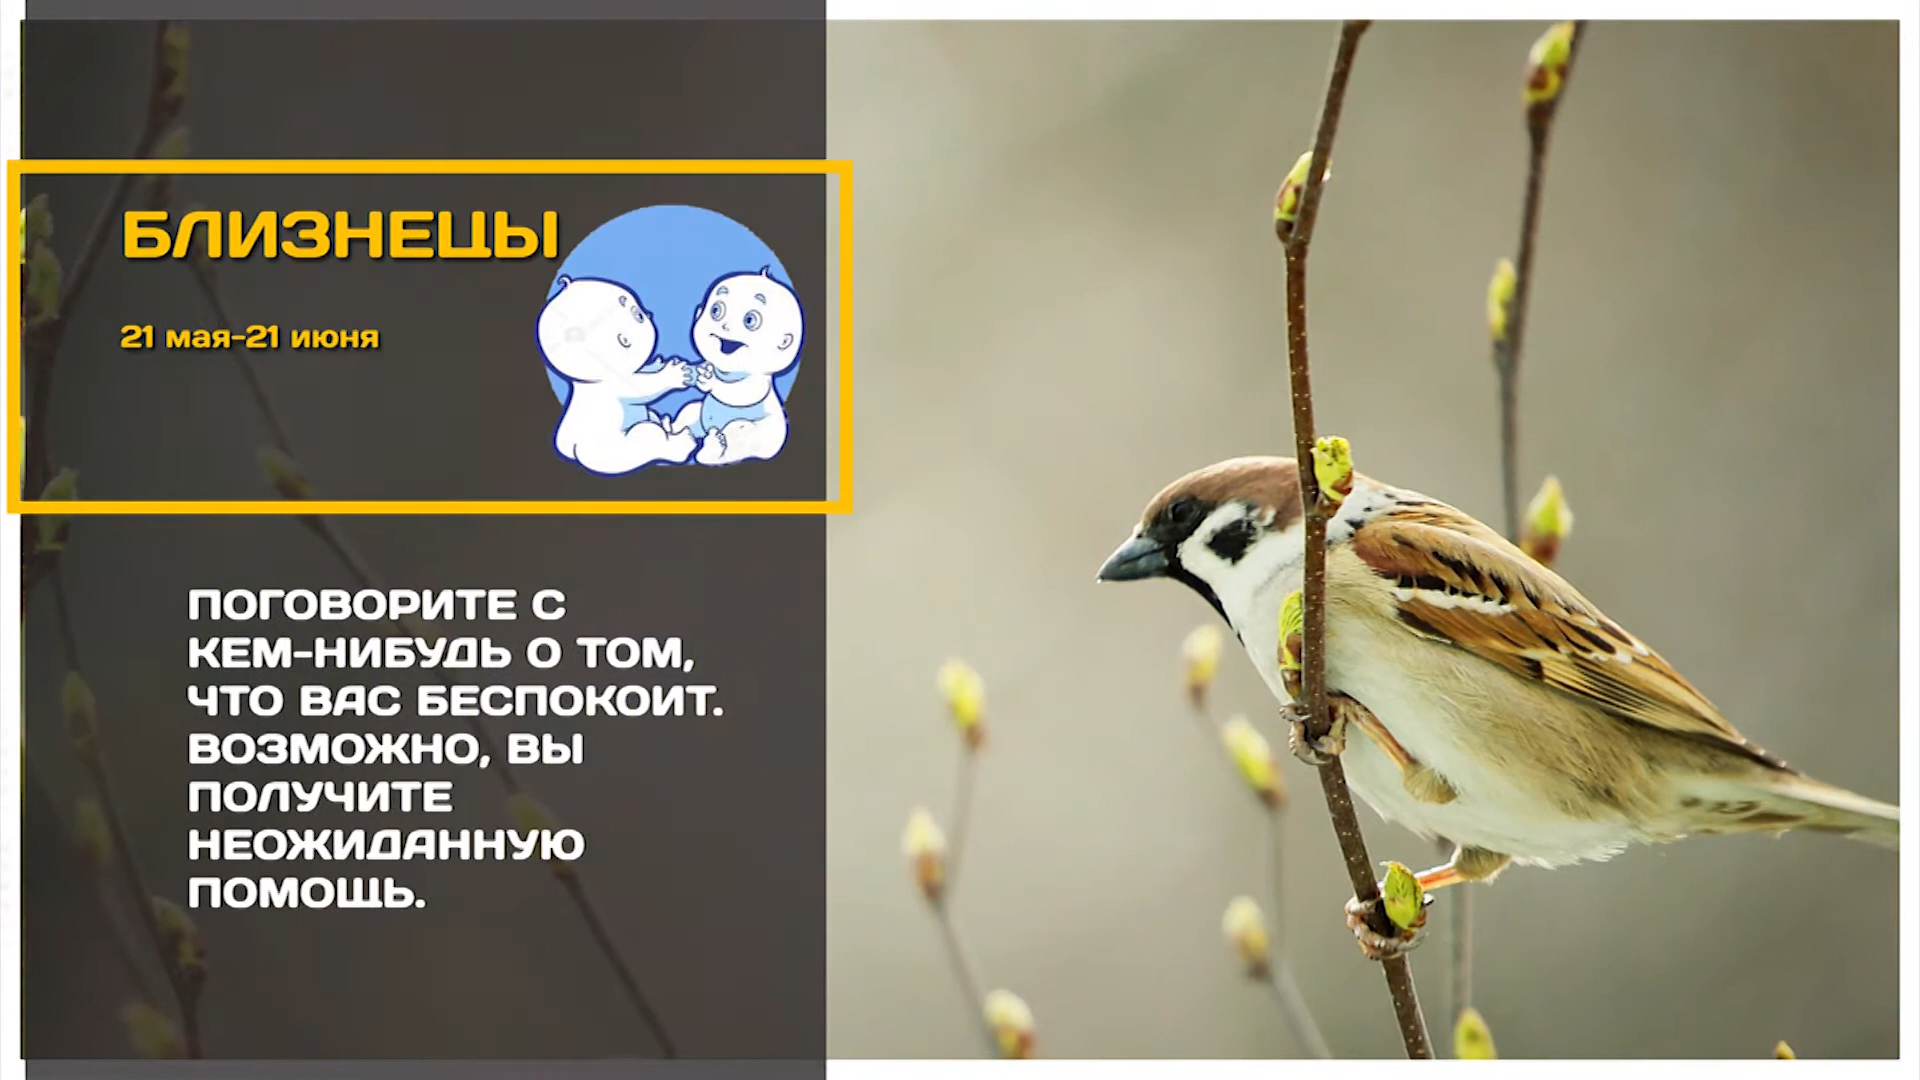 БЛИЗНЕЦЫ
21 мая-21 июня
ПОГОВОРИТЕ С
КЕМ-НИБУДЬ О ТОМ,
ЧТО ВАС БЕСПОКОИТ.
ВОЗМОЖНО, ВЫ
ПОЛУЧИТЕ
НЕОЖИДАННУЮ
ПОМОЩЬ.